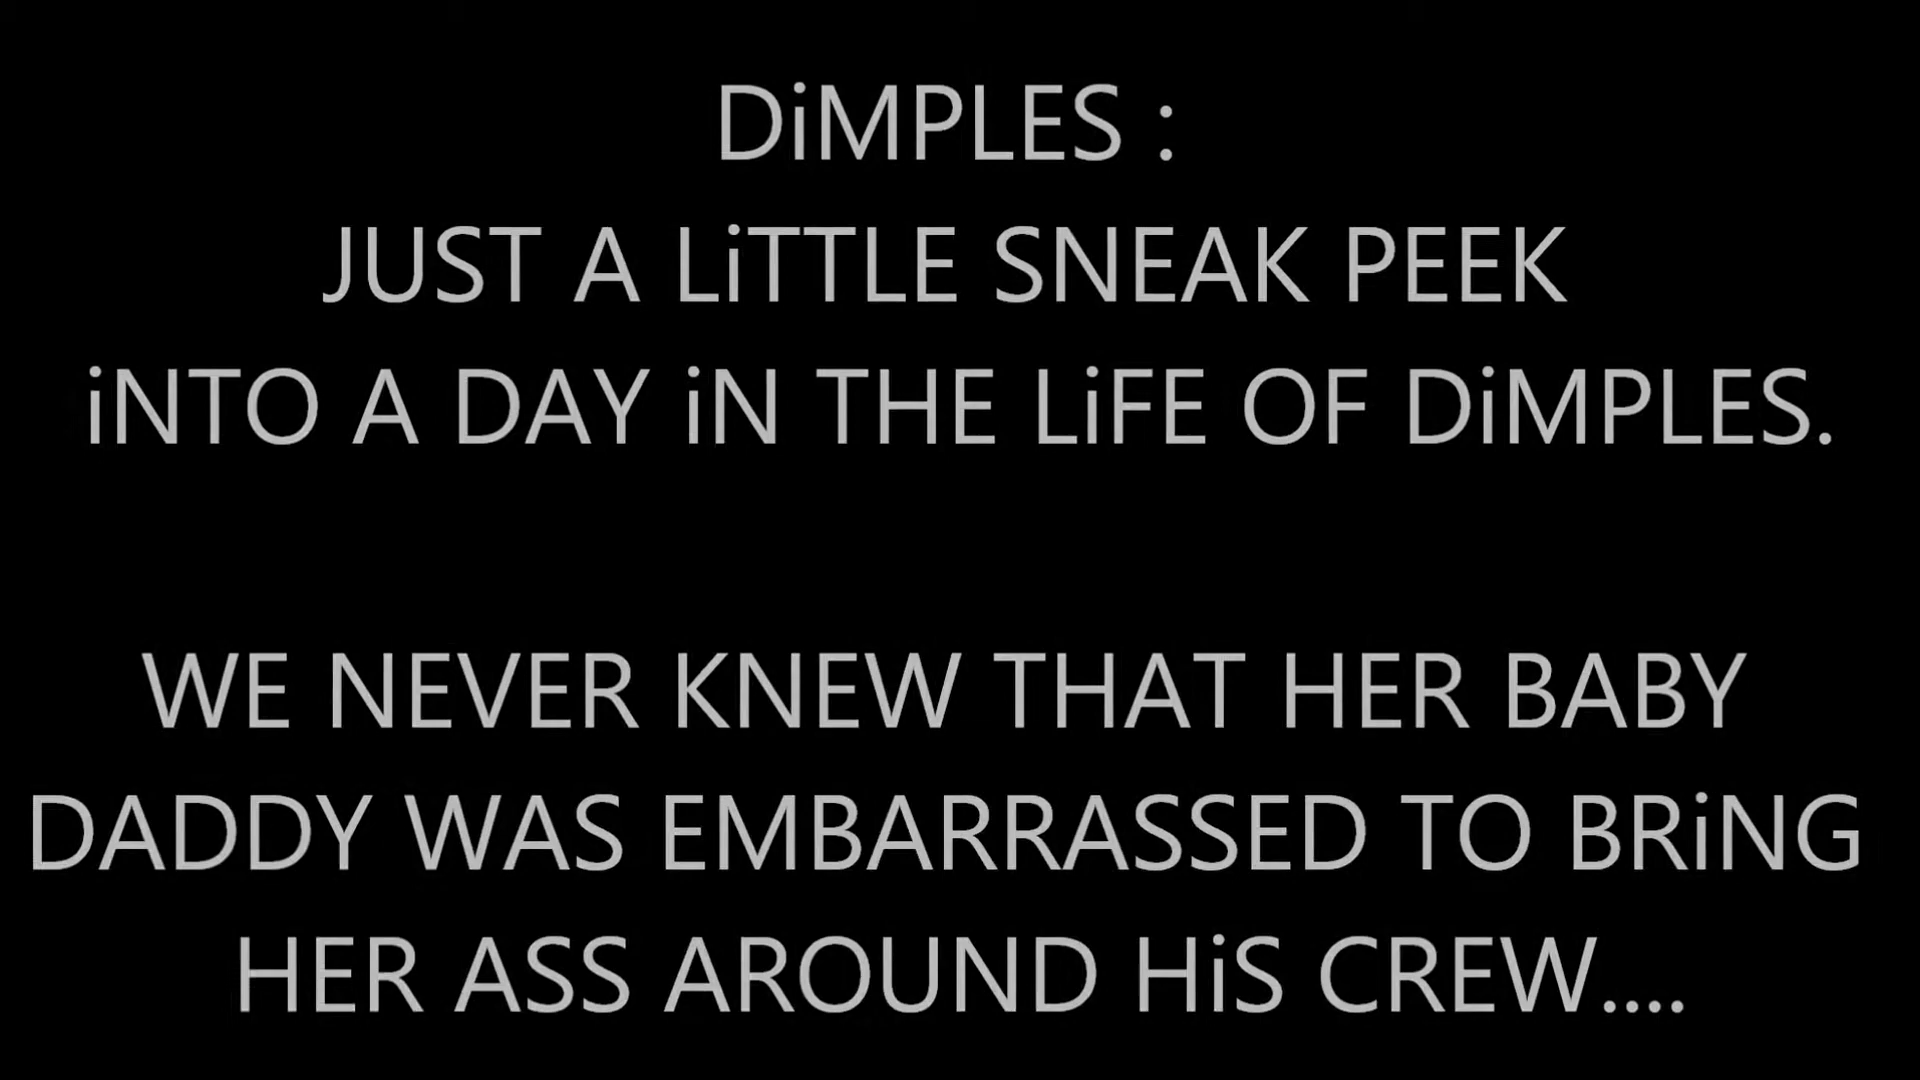 DiMPLES :
JUST A LiTTLE SNEAK PEEK
iNTO A DAY iN THE LiFE OF DiMPLES.
WE NEVER KNEW THAT HER BABY
DADDY WAS EMBARRASSED TO BRiNG
HER ASS AROUND HiS CREW....